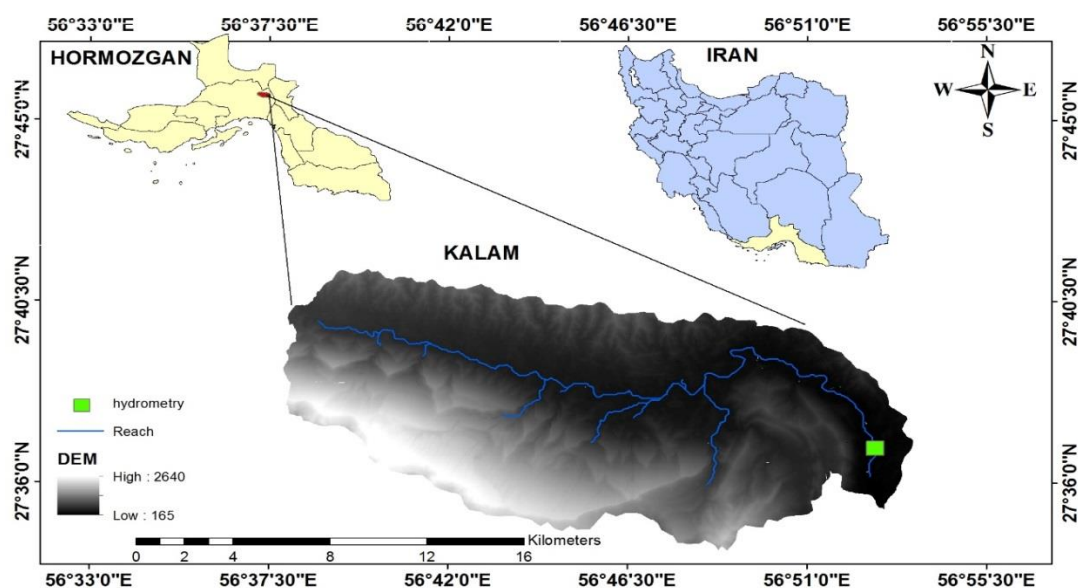 56°33'0"E 56°37'30"E 56°42'0"E 56°46'30"E 56°51'0"E 56°55'30"E
HORMOZGAN
IRAN
N
W E
S
27°45'0"N 27°45'0"N
KALAM
27°40'30"N 27°40'30"N
hydrometry
Reach
DEM
High : 2640
Low : 165
27°36'0"N 27°36'0"N
Kilometers
0 2 4 8 12 16
56°33'0"E 56°37'30"E 56°42'0"E 56°46'30"E 56°51'0"E 56°55'30"E